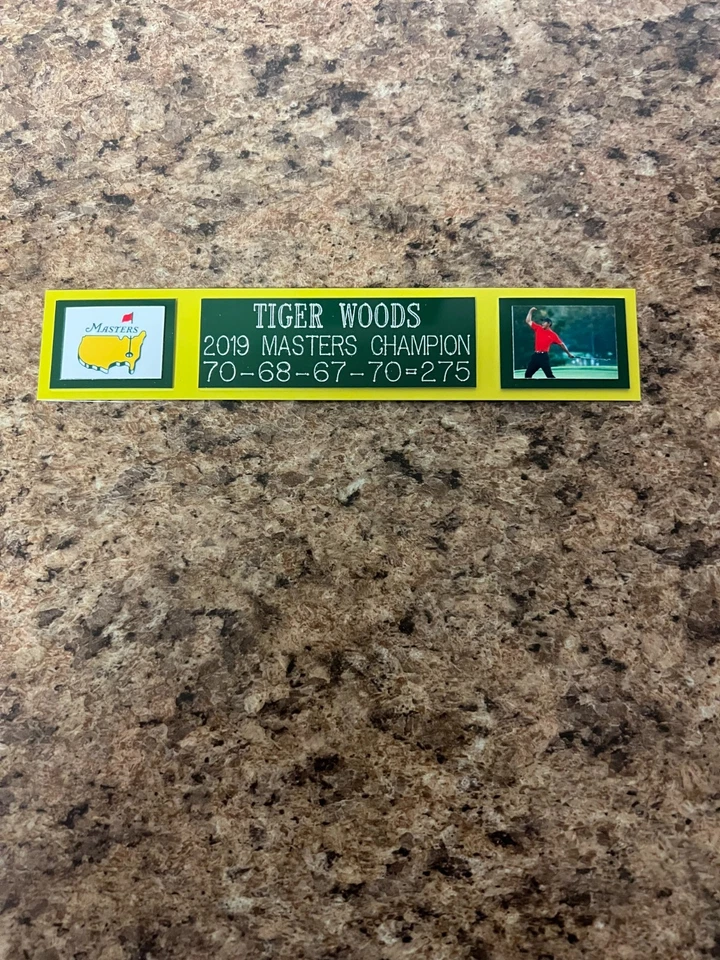 MASTERS
TIGER WOODS
2019 MASTERS CHAMPION
70-68-67-70=275